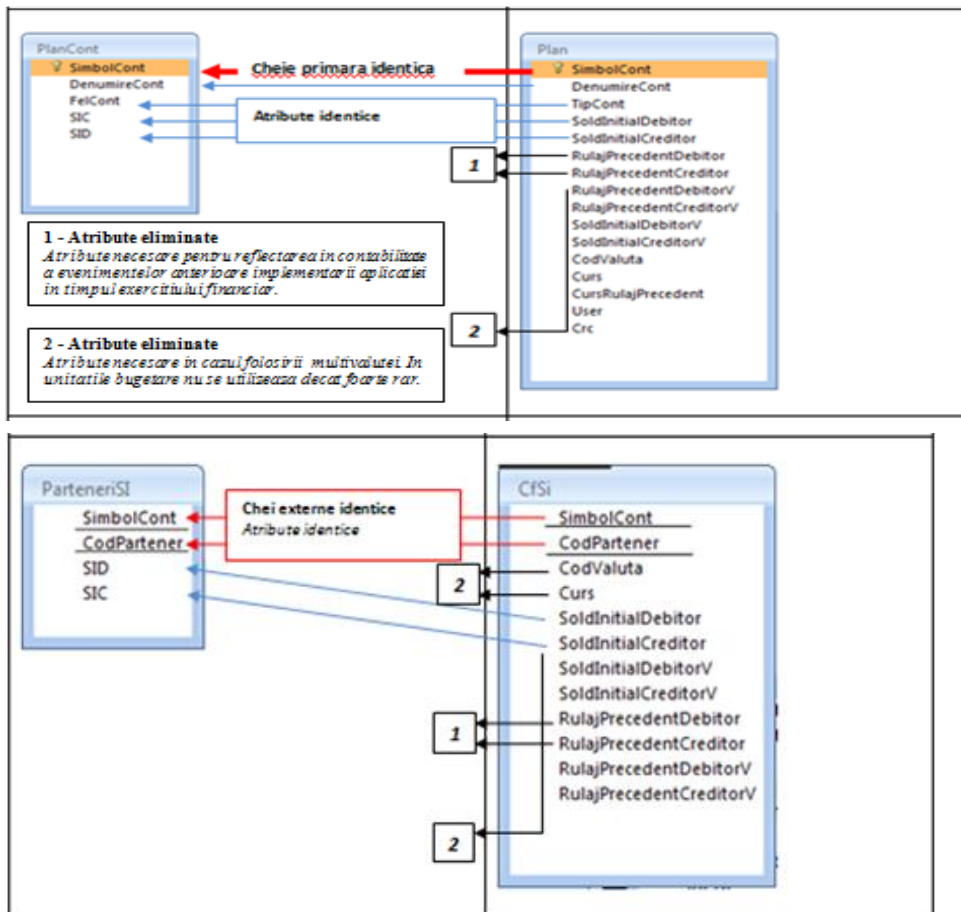 PlanCont
SimbolCont
DenumireCont
FelCont
SIC
SID
Cheie primara identica
Atribute identice
Plan
SimbolCont
DenumireCont
TipCont
SoldInitialDebitor
SoldInitialCreditor
RulajPrecedentDebitor
RulajPrecedentCreditor
RulajPrecedentDebitorV
RulajPrecedentCreditorV
SoldInitialDebitorV
SoldInitialCreditorV
CodValuta
Curs
CursRulajPrecedent
User
Crc
1
2
1 - Atribute eliminate
Atribute necesare pentru reflectarea in contabilitate
a evenimentelor anterioare implementarii aplicatiei
in timpul exercitiului financiar.
2 - Atribute eliminate
Atribute necesare in cazul folosirii multivalutei. In
unitatile bugetare nu se utilizeaza decat foarte rar.
ParteneriSI
SimbolCont
CodPartener
SID
SIC
Chei externe identice
Atribute identice
CfSi
SimbolCont
CodPartener
CodValuta
Curs
SoldInitialDebitor
SoldInitialCreditor
SoldInitialDebitorV
SoldInitialCreditorV
RulajPrecedentDebitor
RulajPrecedentCreditor
RulajPrecedentDebitorV
RulajPrecedentCreditorV
2
1
2